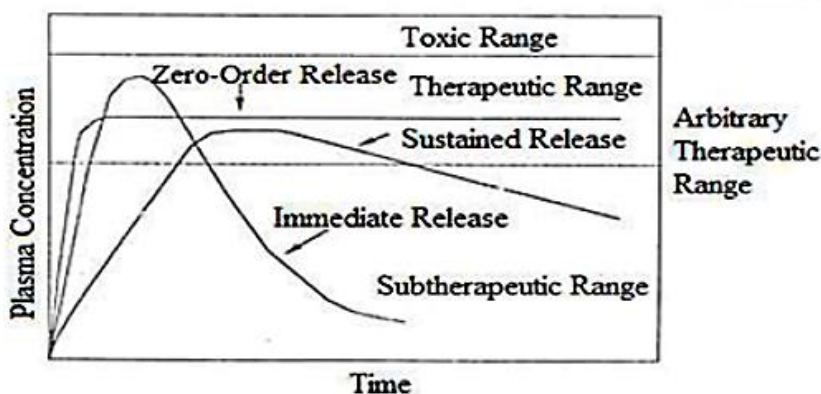 Toxic Range
Zero-Order Release
Therapeutic Range
Sustained Release
Immediate Release
Subtherapeutic Range
Plasma Concentration
Time
Arbitrary
Therapeutic
Range